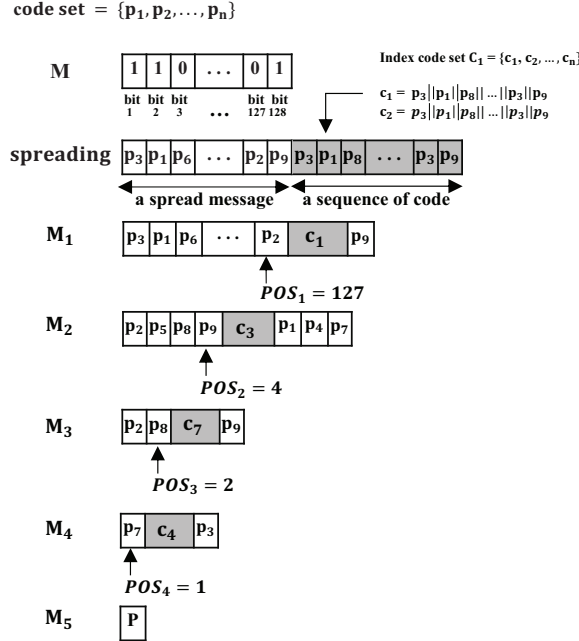 code set = {p₁, p₂, . . . , pₙ}
Index code set C₁ = {c₁, c₂, ..., cₙ}
M 1 1 0 . . . 0 1
c₁ = p₃||p₁||p₈|| ... ||p₃||p₉
bit 1 bit 2 bit 3 ... bit 127 bit 128
c₂ = p₃||p₁||p₈|| ... ||p₃||p₉
spreading p₃ p₁ p₆ · · · p₂ p₉ p₃ p₁ p₈ · · · p₃ p₉
a spread message a sequence of code
M₁ p₃ p₁ p₆ · · · p₂ c₁ p₉
POS₁ = 127
M₂ p₂ p₅ p₈ p₉ c₃ p₁ p₄ p₇
POS₂ = 4
M₃ p₂ p₈ c₇ p₉
POS₃ = 2
M₄ p₇ c₄ p₃
POS₄ = 1
M₅ P